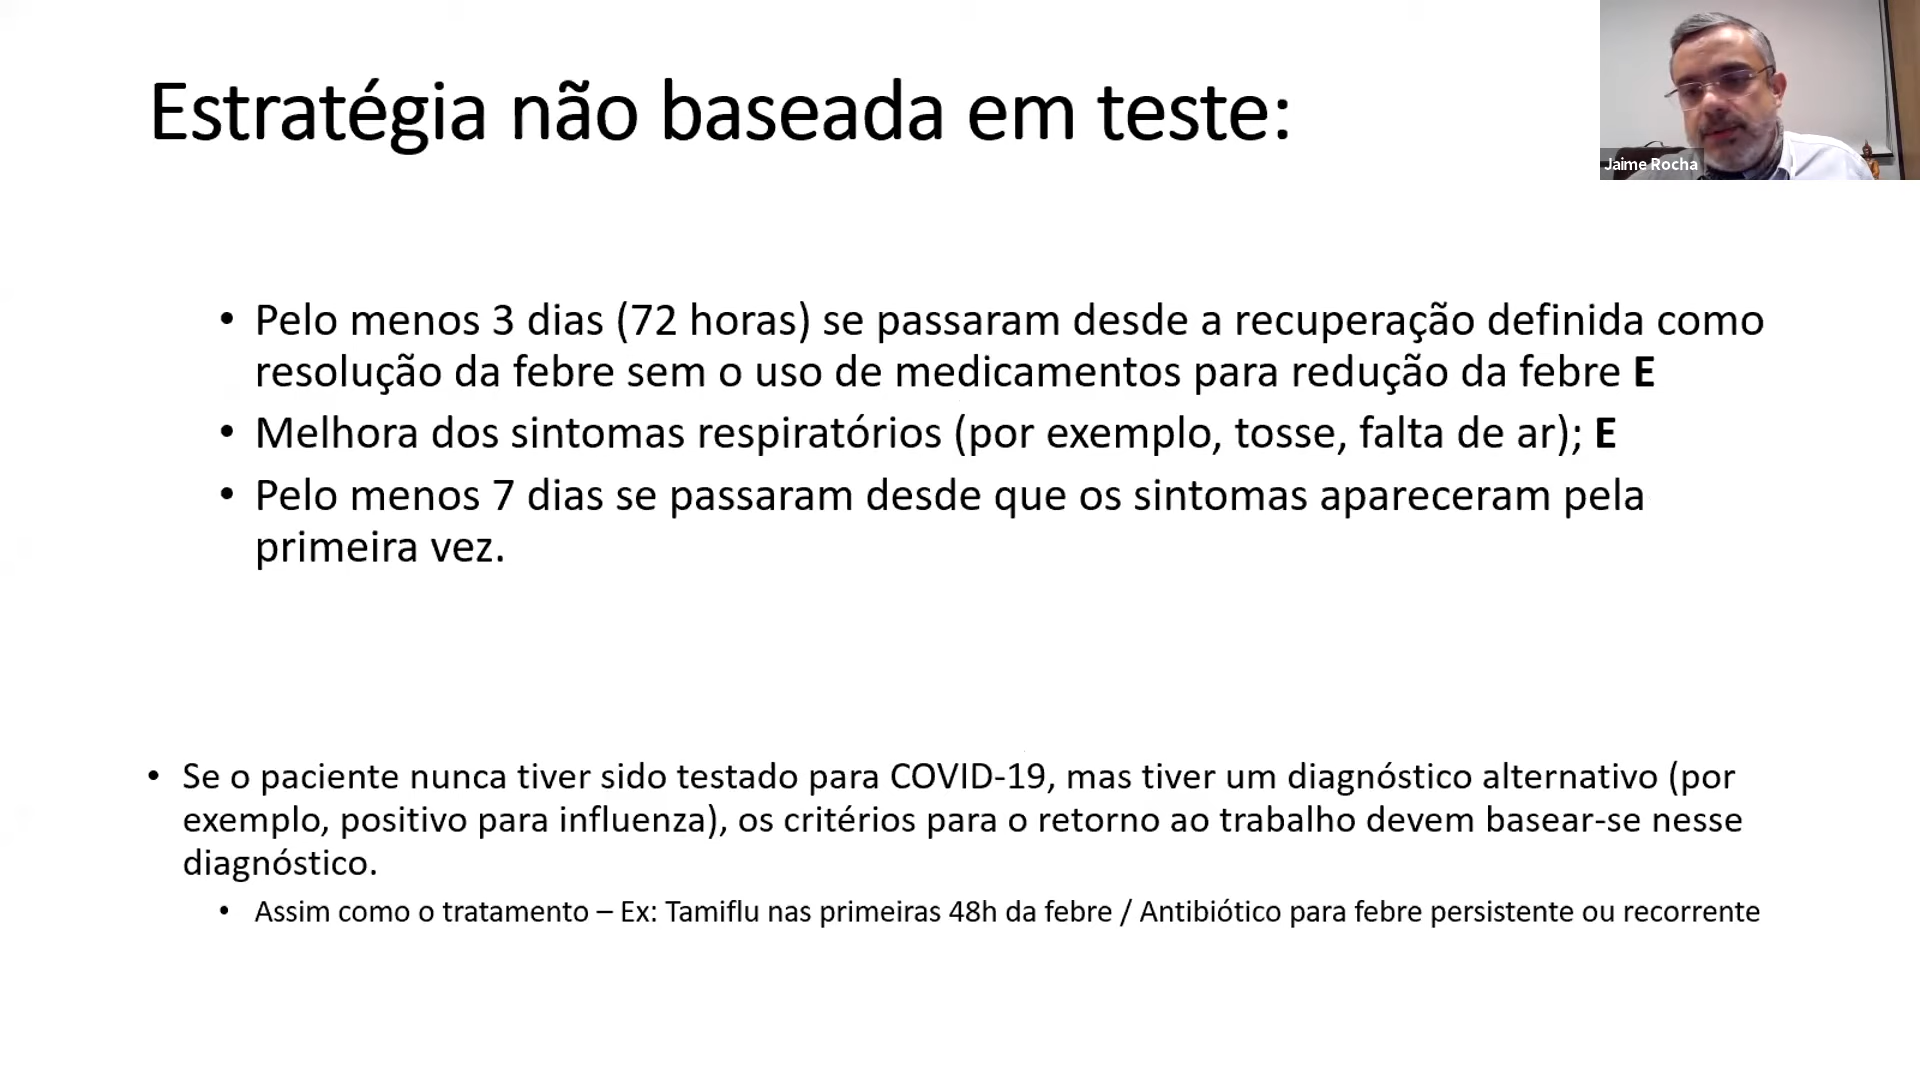 Estratégia não baseada em teste:
Jaime Rocha
• Pelo menos 3 dias (72 horas) se passaram desde a recuperação definida como
resolução da febre sem o uso de medicamentos para redução da febre E
• Melhora dos sintomas respiratórios (por exemplo, tosse, falta de ar); E
• Pelo menos 7 dias se passaram desde que os sintomas apareceram pela
primeira vez.
• Se o paciente nunca tiver sido testado para COVID-19, mas tiver um diagnóstico alternativo (por
exemplo, positivo para influenza), os critérios para o retorno ao trabalho devem basear-se nesse
diagnóstico.
• Assim como o tratamento – Ex: Tamiflu nas primeiras 48h da febre / Antibiótico para febre persistente ou recorrente